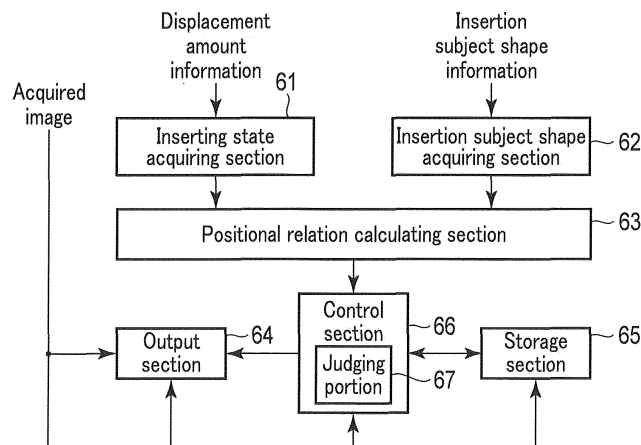 Displacement
amount
information
Insertion
subject shape
information
Acquired
image
61
Inserting state
acquiring section
Insertion subject shape
acquiring section
62
Positional relation calculating section
63
Output
section
64
Control
section
66
Judging
portion
67
Storage
section
65